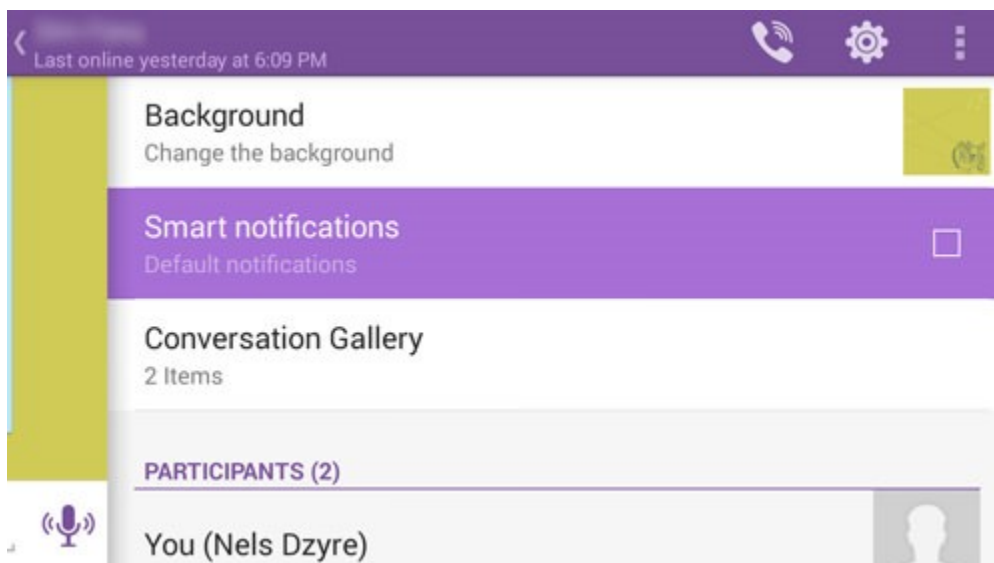 Last online yesterday at 6:09 PM
Background
Change the background
Smart notifications
Default notifications
Conversation Gallery
2 Items
PARTICIPANTS (2)
You (Nels Dzyre)